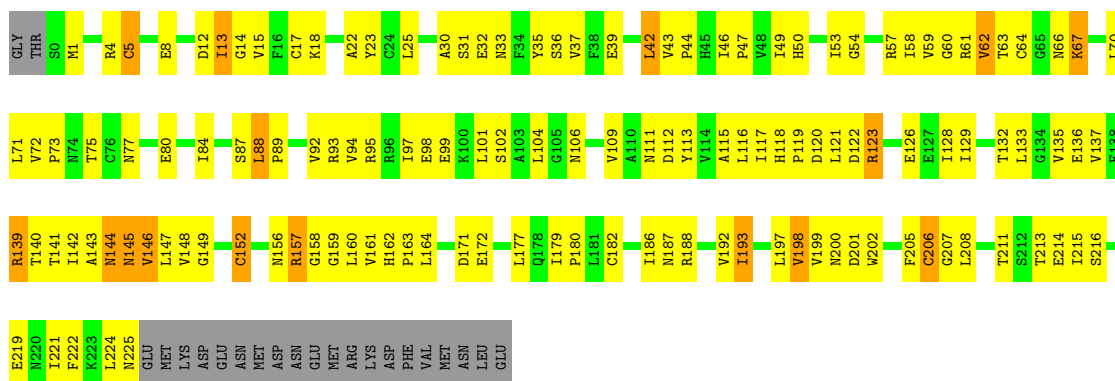 GLY THR S0 M1 R4 C5 E8 D12 I13 G14 V15 F16 C17 K18 A22 Y23 C24 L25 A30 S31 E32 N33 F34 Y35 S36 V37 F38 E39 L42 V43 P44 H45 I46 P47 V48 I49 H50 I53 G54 R57 I58 V59 G60 R61 V62 T63 C64 G65 N66 K67
L71 V72 P73 N74 T75 C76 N77 E80 I84 S87 L88 P89 V92 R93 V94 R95 R96 I97 E98 E99 K100 L101 S102 A103 L104 G105 N106 V109 A110 N111 D112 Y113 V114 A115 L116 I117 H118 P119 D120 L121 D122 R123 E126 E127 I128 I129 T132 L133 G134 V135 E136 V137
R139 T140 T141 I142 A143 N144 N145 V146 L147 V148 G149 C152 N156 R157 G158 G159 L160 V161 H162 P163 L164 D171 E172 L177 Q178 I179 P180 L181 C182 I186 N187 R188 V192 I193 L197 V198 V199 N200 D201 W202 F205 C206 G207 L208 T211 S212 T213 E214 I215 S216
E219 N220 I221 F222 K223 L224 N225 GLU MET LYS ASP GLU ASN MET ASP ASN GLU MET ARG LYS ASP PHE VAL MET ASN LEU GLU